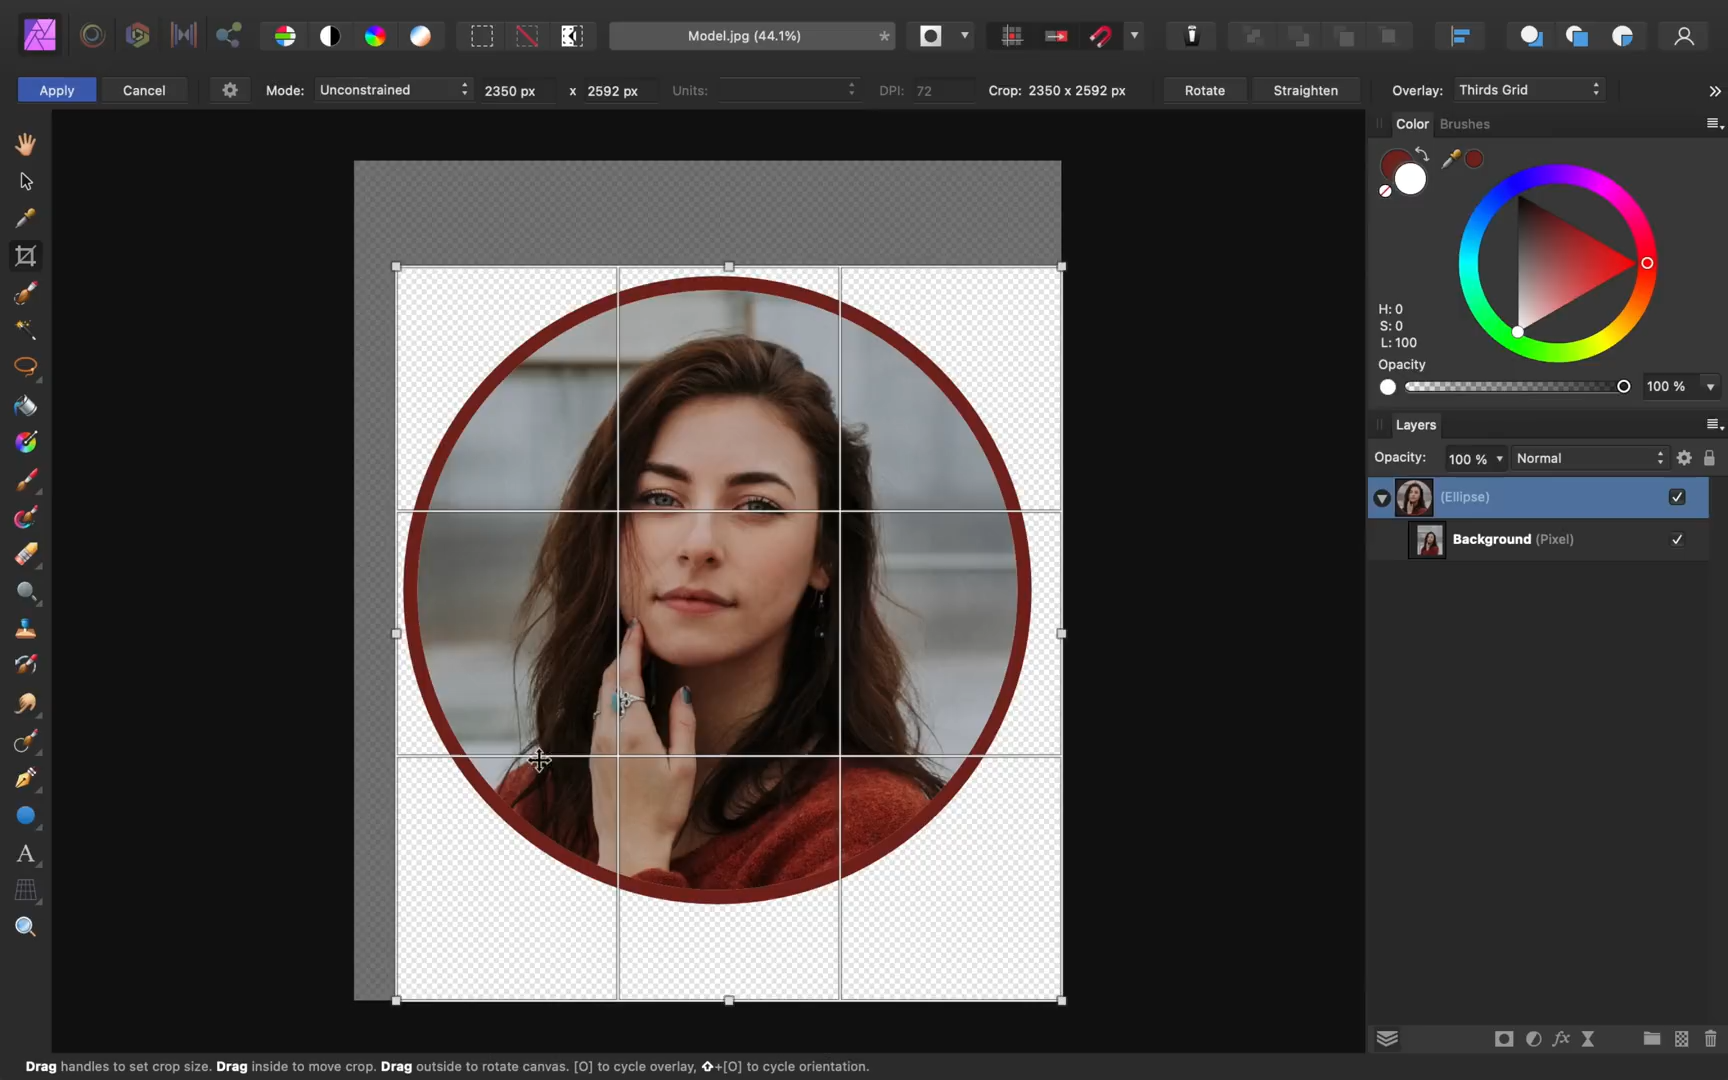 Model.jpg (44.1%)
*
Apply
Cancel
Mode:
Unconstrained
2350 px
x
2592 px
Units:
DPI:
72
Crop: 2350 x 2592 px
Rotate
Straighten
Overlay:
Thirds Grid
»
Color
Brushes
H: 0
S: 0
L: 100
Opacity
100 %
Layers
Opacity:
100 %
Normal
(Ellipse)
Background (Pixel)
A
fx
Drag handles to set crop size. Drag inside to move crop. Drag outside to rotate canvas. [O] to cycle overlay, ⇧+[O] to cycle orientation.